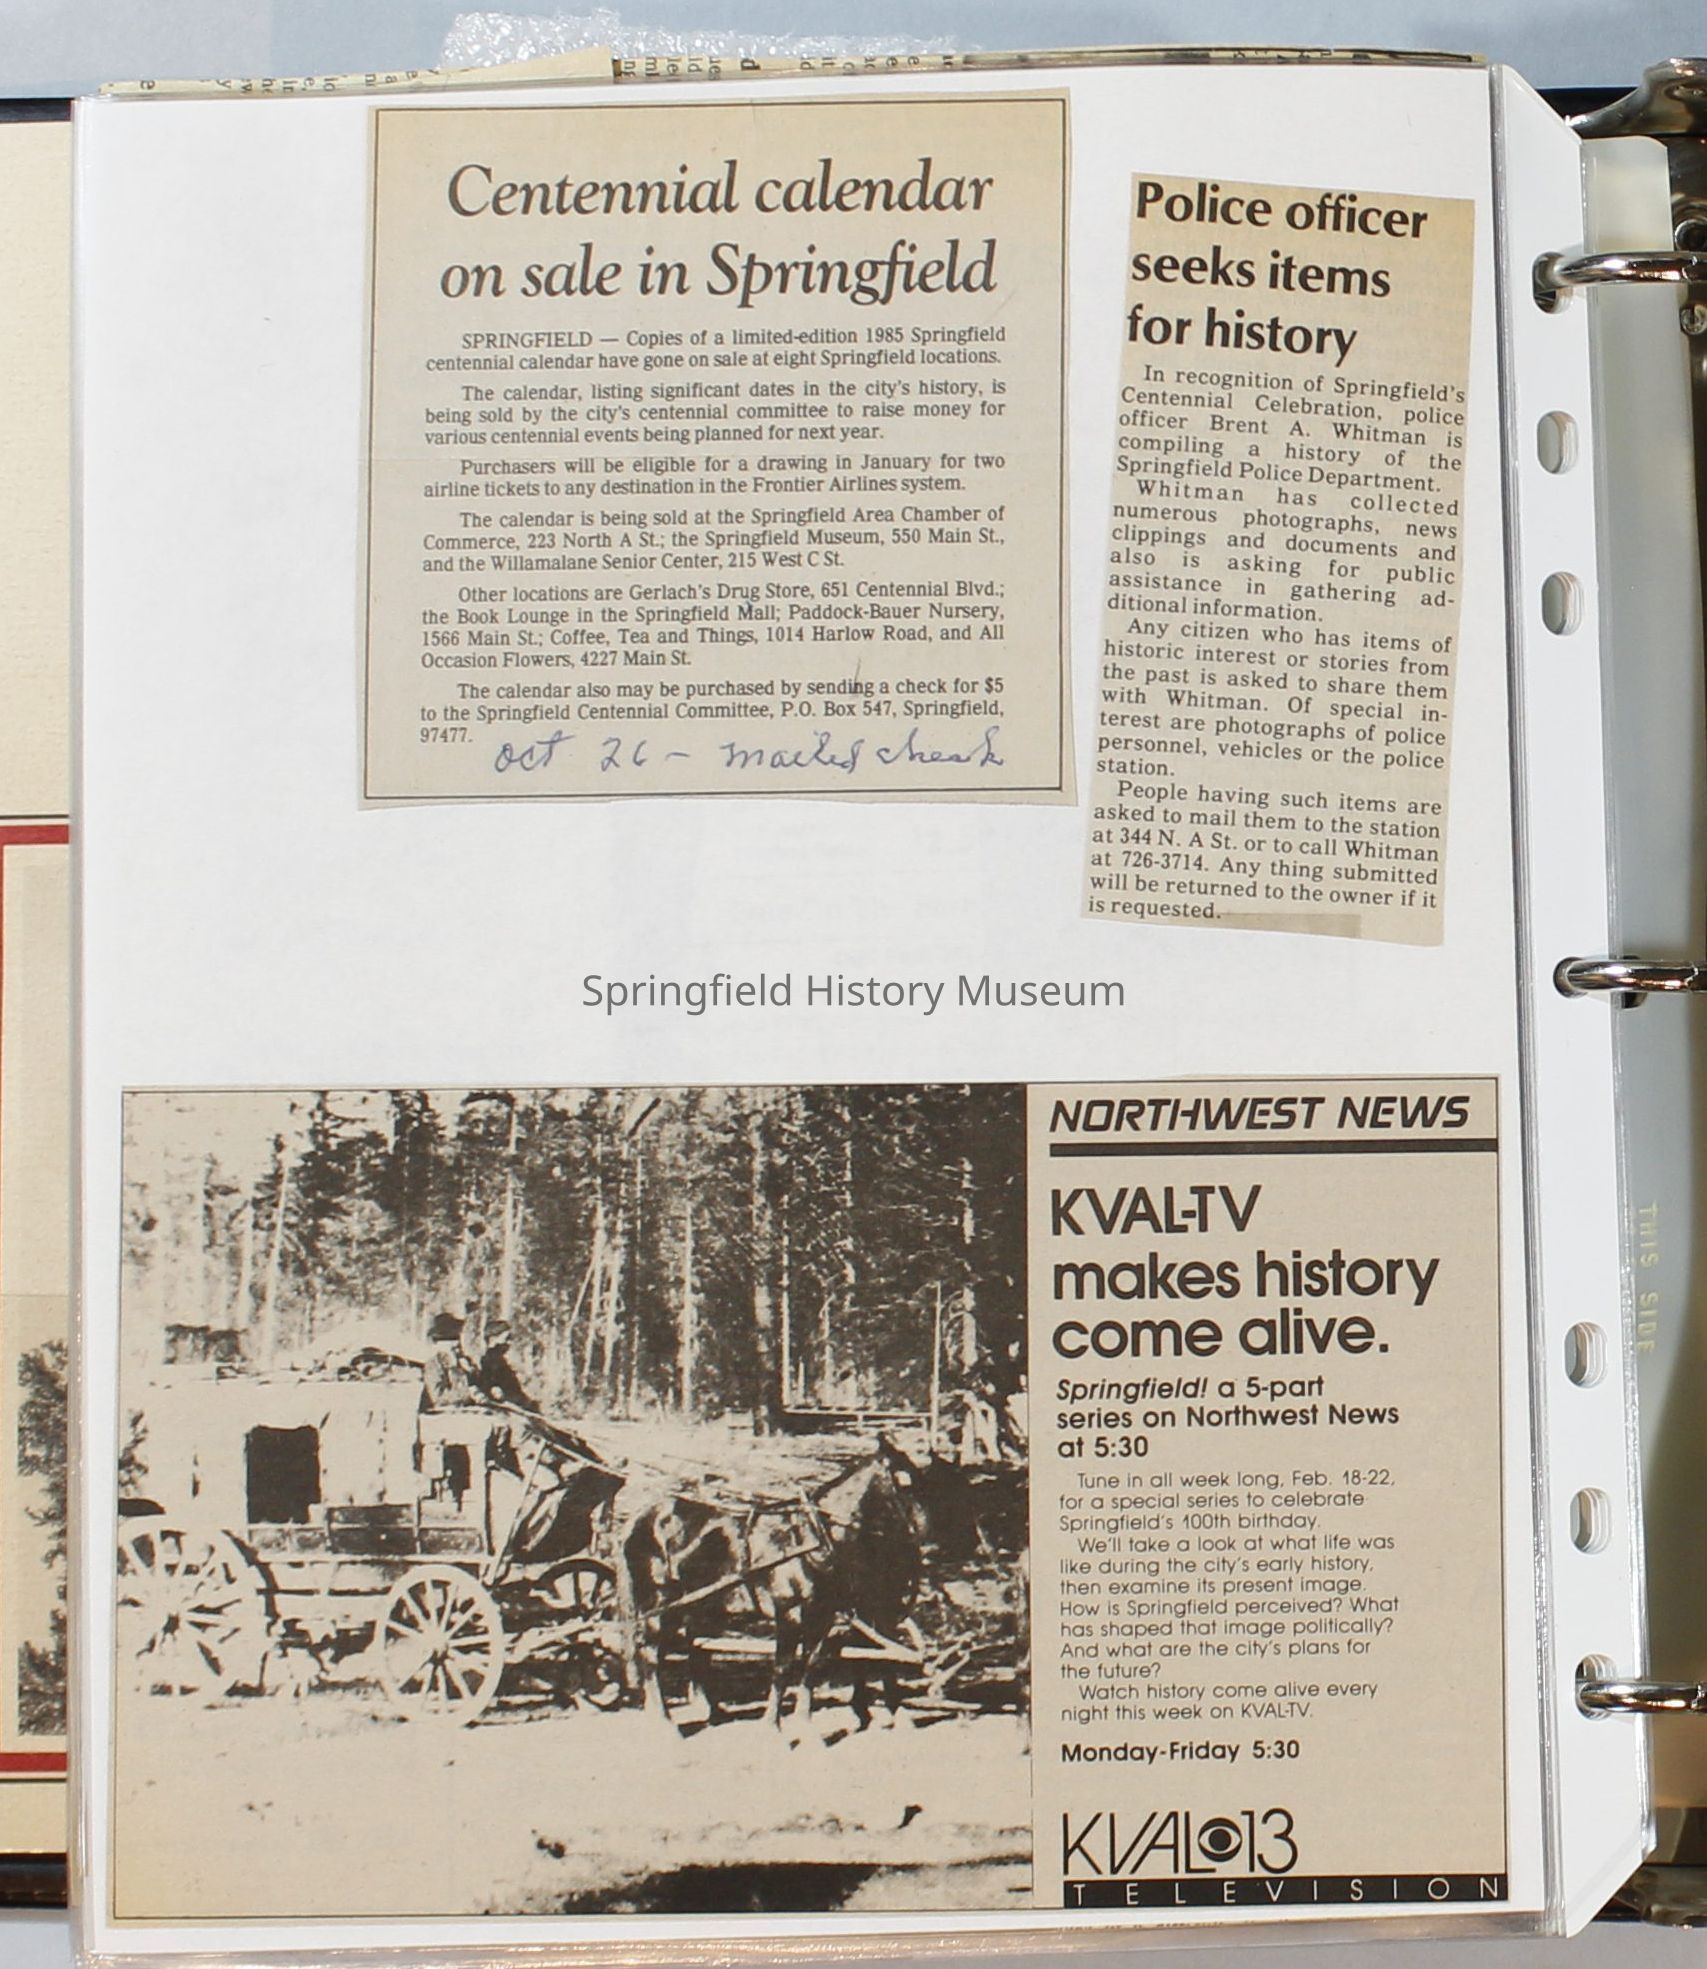 Centennial calendar
on sale in Springfield
SPRINGFIELD — Copies of a limited-edition 1985 Springfield
centennial calendar have gone on sale at eight Springfield locations.
The calendar, listing significant dates in the city's history, is
being sold by the city's centennial committee to raise money for
various centennial events being planned for next year.
Purchasers will be eligible for a drawing in January for two
airline tickets to any destination in the Frontier Airlines system.
The calendar is being sold at the Springfield Area Chamber of
Commerce, 223 North A St.; the Springfield Museum, 550 Main St.,
and the Willamalane Senior Center, 215 West C St.
Other locations are Gerlach's Drug Store, 651 Centennial Blvd.;
the Book Lounge in the Springfield Mall; Paddock-Bauer Nursery,
1566 Main St.; Coffee, Tea and Things, 1014 Harlow Road, and All
Occasion Flowers, 4227 Main St.
The calendar also may be purchased by sending a check for $5
to the Springfield Centennial Committee, P.O. Box 547, Springfield,
97477.
oct 26 - mailed check
Police officer
seeks items
for history
In recognition of Springfield's
Centennial Celebration, police
officer Brent A. Whitman is
compiling a history of the
Springfield Police Department.
Whitman has collected
numerous photographs, news
clippings and documents and
also is asking for public
assistance in gathering ad-
ditional information.
Any citizen who has items of
historic interest or stories from
the past is asked to share them
with Whitman. Of special in-
terest are photographs of police
personnel, vehicles or the police
station.
People having such items are
asked to mail them to the station
at 344 N. A St. or to call Whitman
at 726-3714. Any thing submitted
will be returned to the owner if it
is requested.
Springfield History Museum
NORTHWEST NEWS
KVAL-TV
makes history
come alive.
Springfield! a 5-part
series on Northwest News
at 5:30
Tune in all week long, Feb. 18-22,
for a special series to celebrate
Springfield's 100th birthday.
We'll take a look at what life was
like during the city's early history,
then examine its present image.
How is Springfield perceived? What
has shaped that image politically?
And what are the city's plans for
the future?
Watch history come alive every
night this week on KVAL-TV.
Monday-Friday 5:30
KVAL 13
TELEVISION
THIS SIDE